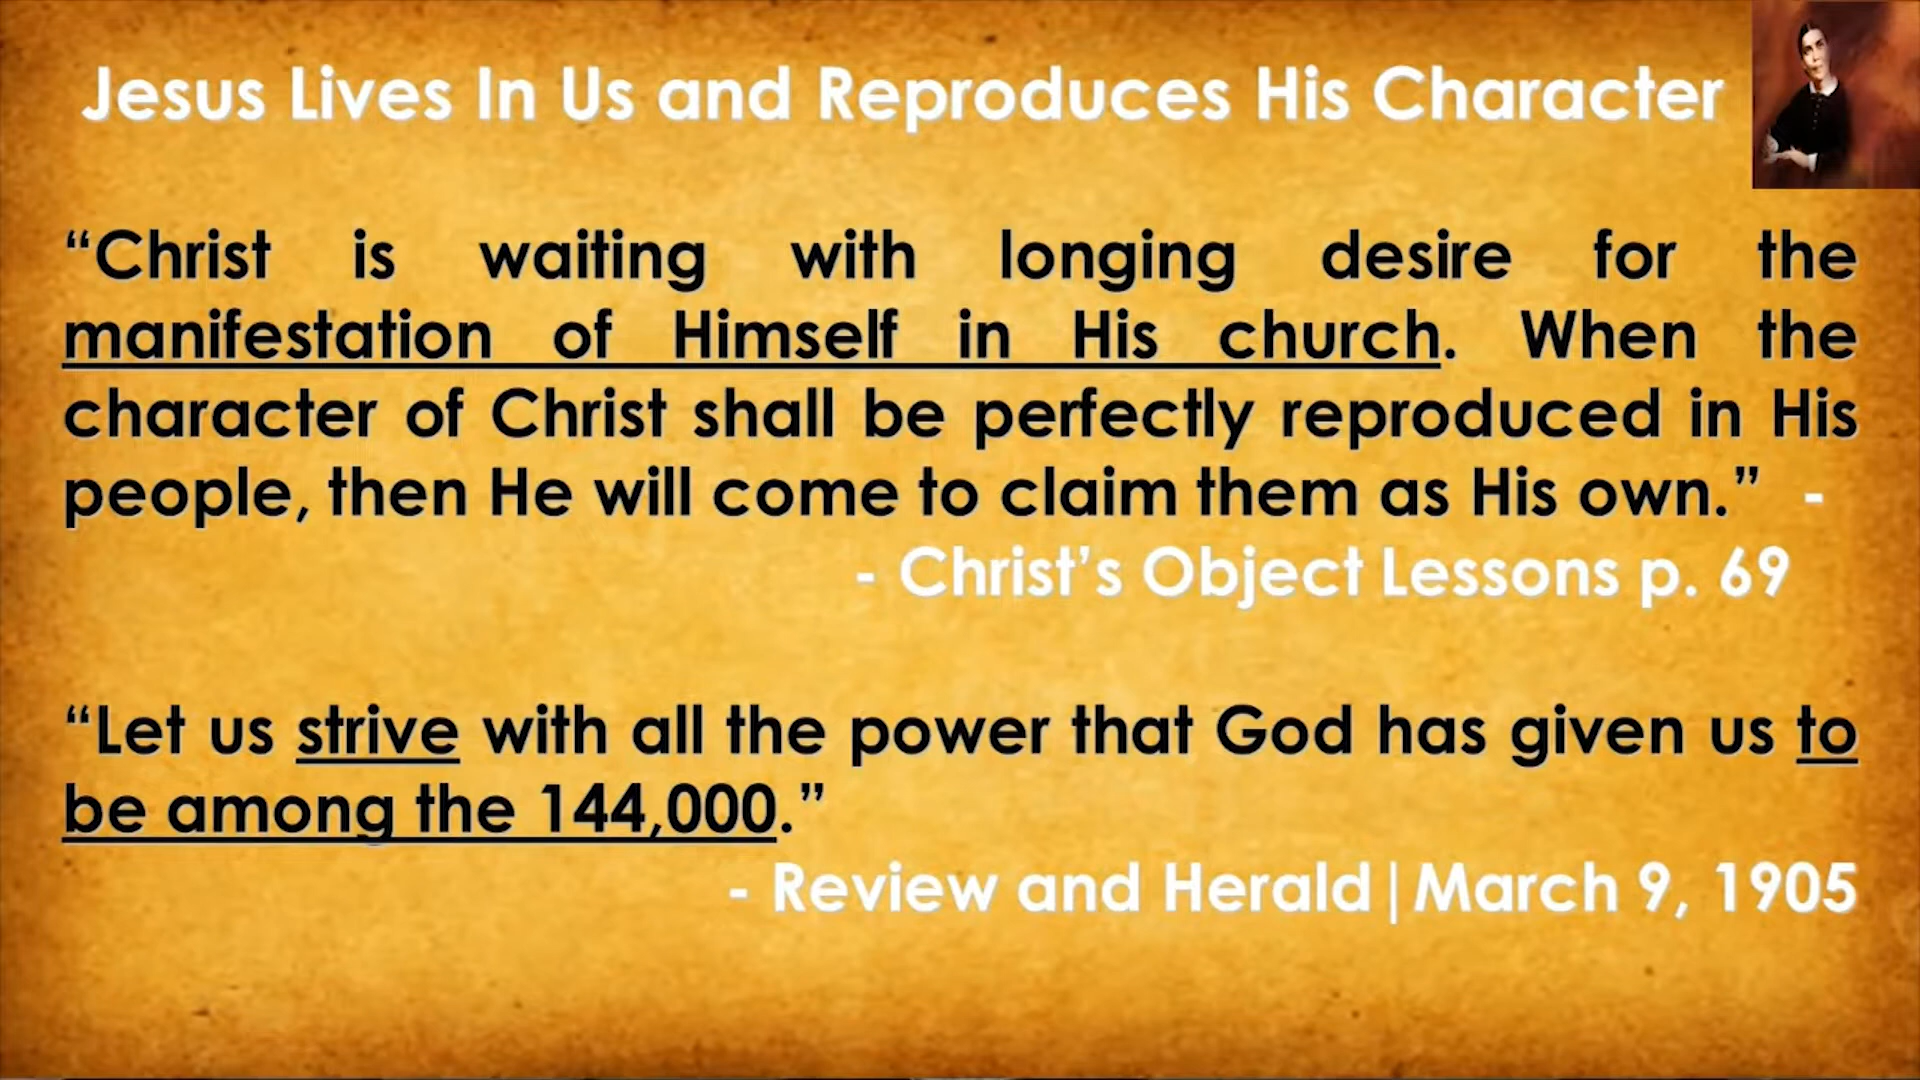 Jesus Lives In Us and Reproduces His Character
“Christ is waiting with longing desire for the
manifestation of Himself in His church. When the
character of Christ shall be perfectly reproduced in His
people, then He will come to claim them as His own.” -
- Christ’s Object Lessons p. 69
“Let us strive with all the power that God has given us to
be among the 144,000.”
- Review and Herald|March 9, 1905